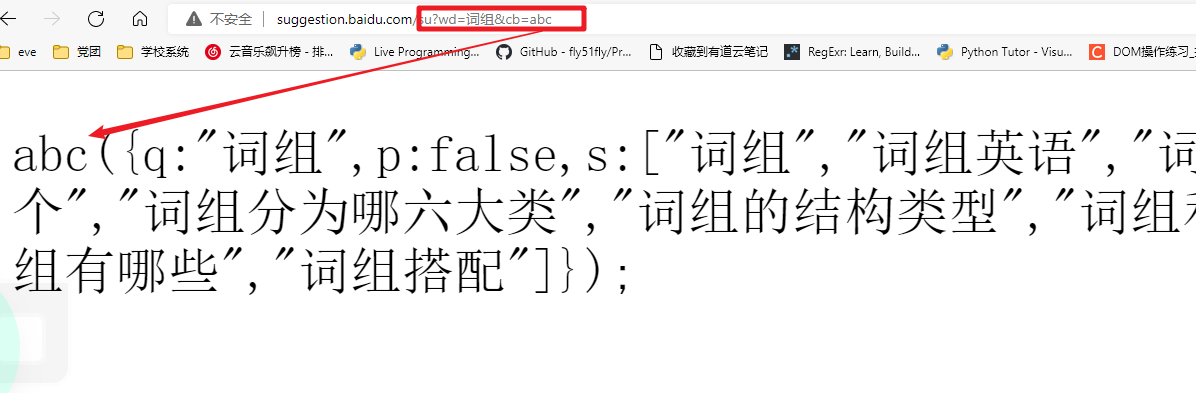 不安全 | suggestion.baidu.com/su?wd=词组&cb=abc
eve 党团 学校系统 云音乐飙升榜 - 排... Live Programming... GitHub - fly51fly/Pr... 收藏到有道云笔记 RegExr: Learn, Build... Python Tutor - Visu... DOM操作练习_
abc({q:"词组",p:false,s:["词组","词组英语","词
个","词组分为哪六大类","词组的结构类型","词组和
组有哪些","词组搭配"]});